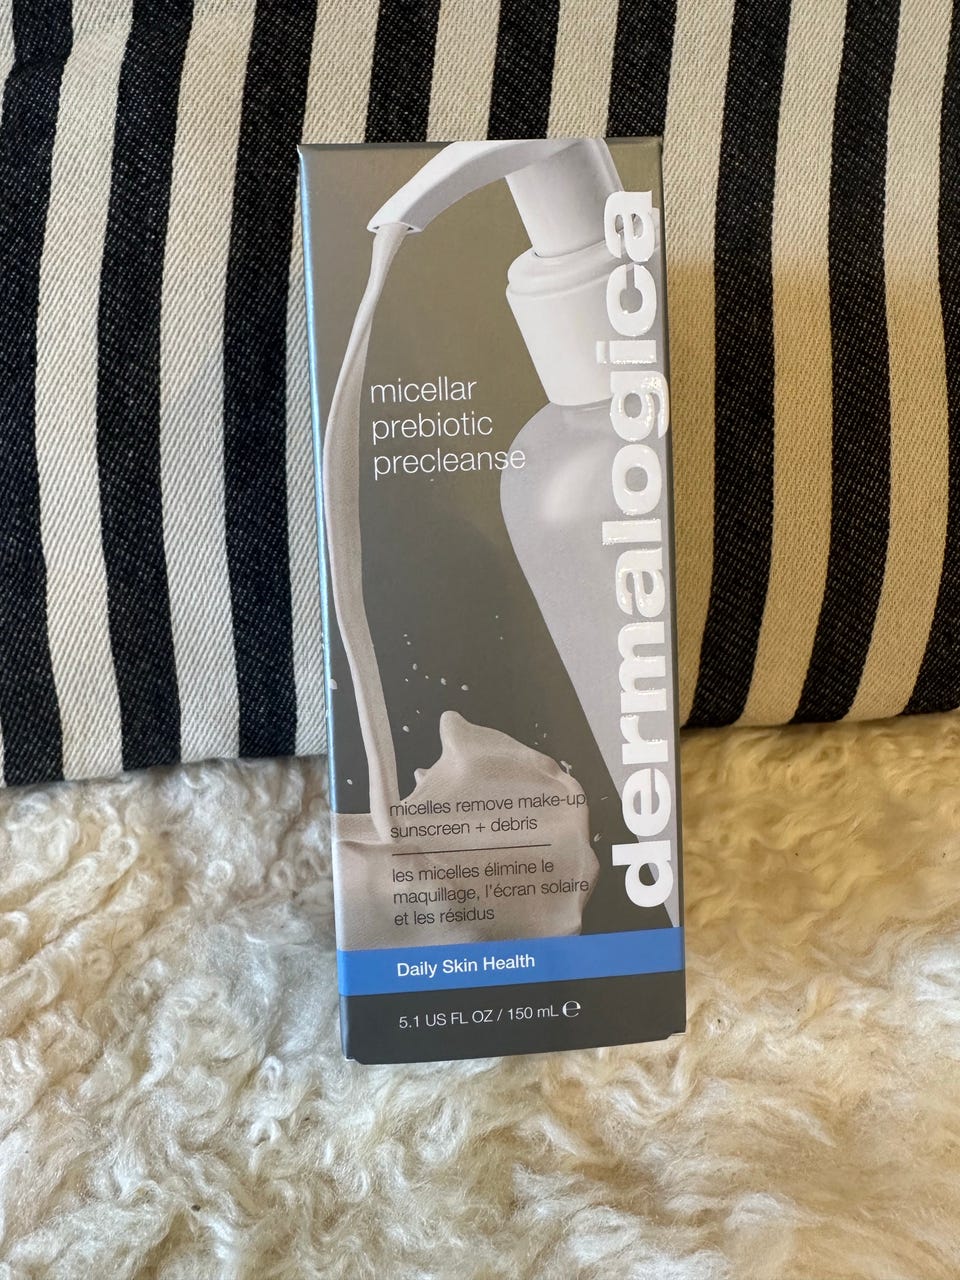 micellar
prebiotic
precleanse
dermalogica
micelles remove make-up,
sunscreen + debris
les micelles élimine le
maquillage, l'écran solaire
et les résidus
Daily Skin Health
5.1 US FL OZ / 150 mL ℮